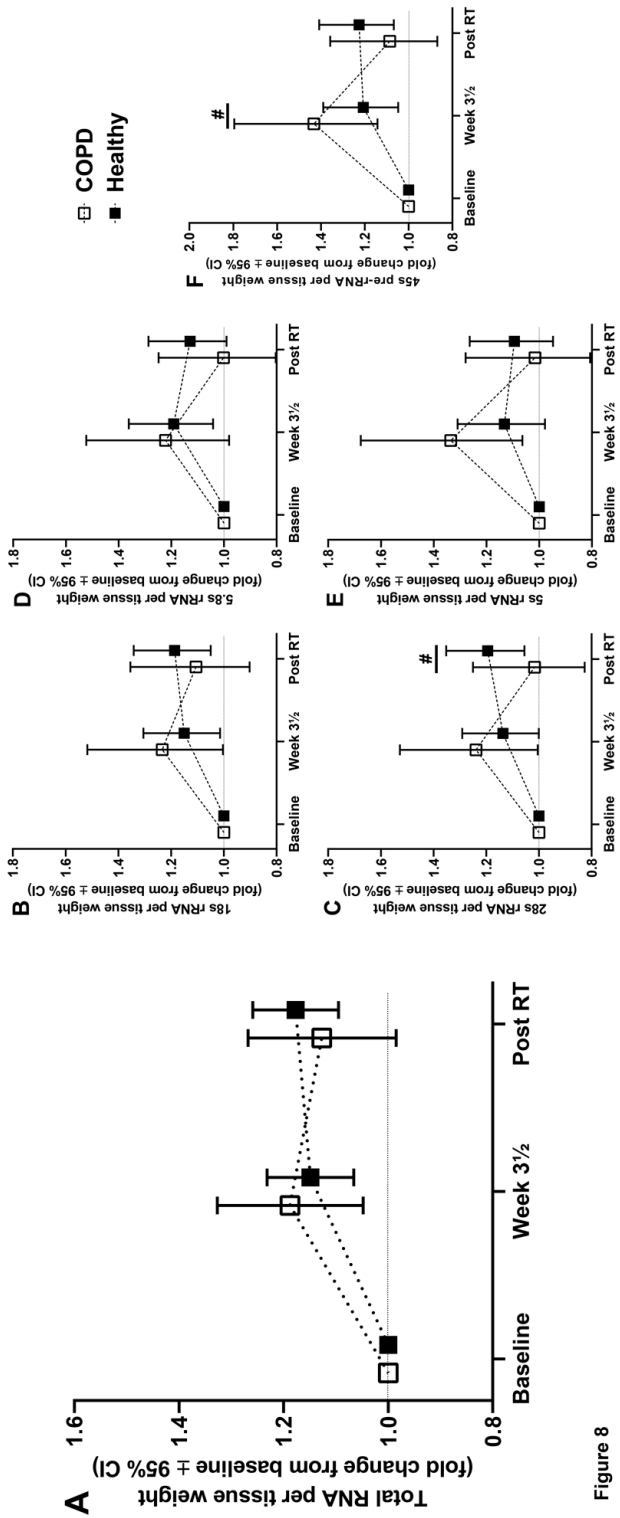 A
Total RNA per tissue weight
(fold change from baseline ± 95% CI)
1.6
1.4
1.2
1.0
0.8
Baseline
Week 3½
Post RT
B
18s rRNA per tissue weight
(fold change from baseline ± 95% CI)
1.8
1.6
1.4
1.2
1.0
0.8
Baseline
Week 3½
Post RT
C
28s rRNA per tissue weight
(fold change from baseline ± 95% CI)
1.8
1.6
1.4
1.2
1.0
0.8
#
Baseline
Week 3½
Post RT
D
5.8s rRNA per tissue weight
(fold change from baseline ± 95% CI)
1.8
1.6
1.4
1.2
1.0
0.8
Baseline
Week 3½
Post RT
E
5s rRNA per tissue weight
(fold change from baseline ± 95% CI)
1.8
1.6
1.4
1.2
1.0
0.8
Baseline
Week 3½
Post RT
COPD
Healthy
F
45s pre-rRNA per tissue weight
(fold change from baseline ± 95% CI)
2.0
1.8
1.6
1.4
1.2
1.0
0.8
#
Baseline
Week 3½
Post RT
Figure 8